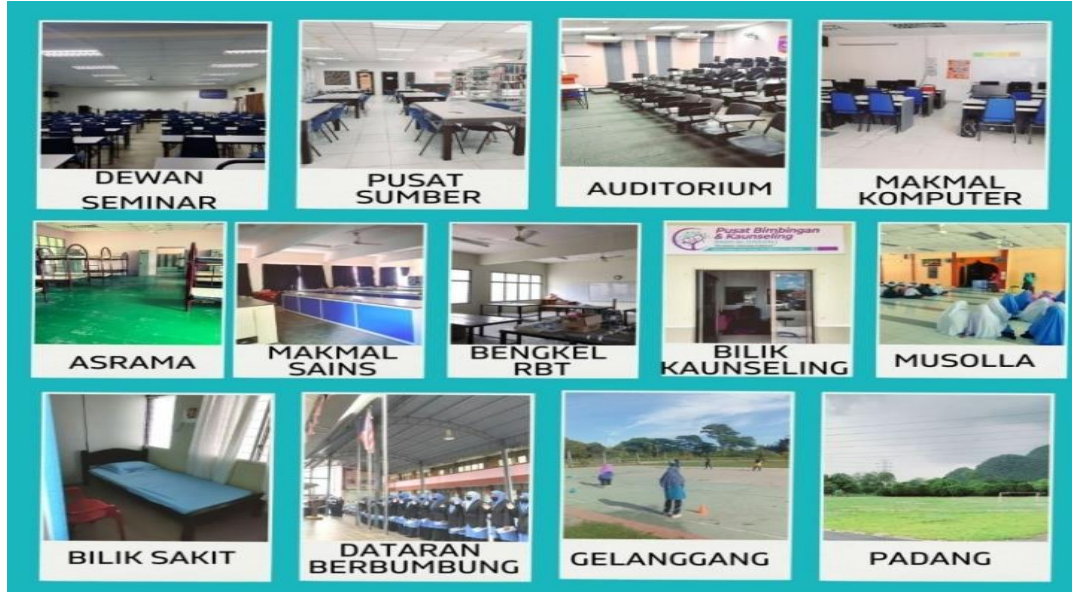 DEWAN
SEMINAR
PUSAT
SUMBER
AUDITORIUM
MAKMAL
KOMPUTER
ASRAMA
MAKMAL
SAINS
BENGKEL
RBT
Pusat Bimbingan
& Kaunseling
BILIK
KAUNSELING
MUSOLLA
BILIK SAKIT
DATARAN
BERBUMBUNG
GELANGGANG
PADANG